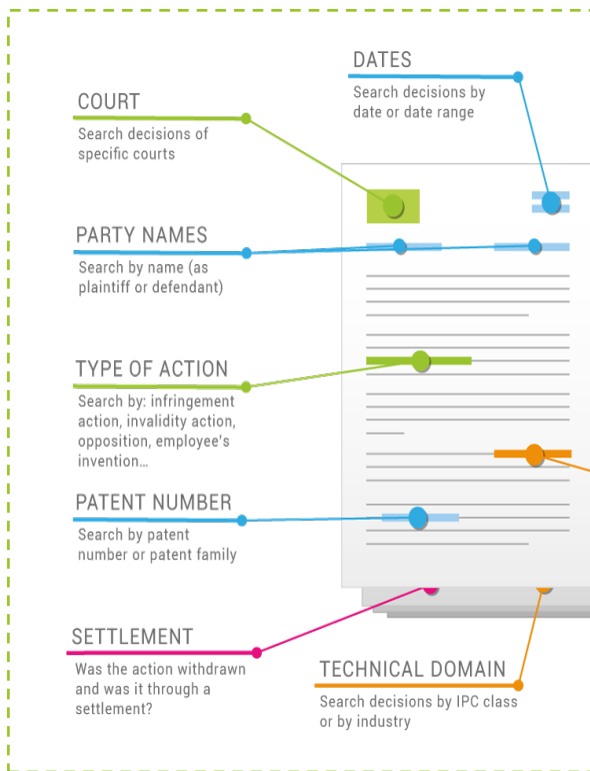 DATES
Search decisions by
date or date range
COURT
Search decisions of
specific courts
PARTY NAMES
Search by name (as
plaintiff or defendant)
TYPE OF ACTION
Search by: infringement
action, invalidity action,
opposition, employee's
invention...
PATENT NUMBER
Search by patent
number or patent family
SETTLEMENT
Was the action withdrawn
and was it through a
settlement?
TECHNICAL DOMAIN
Search decisions by IPC class
or by industry